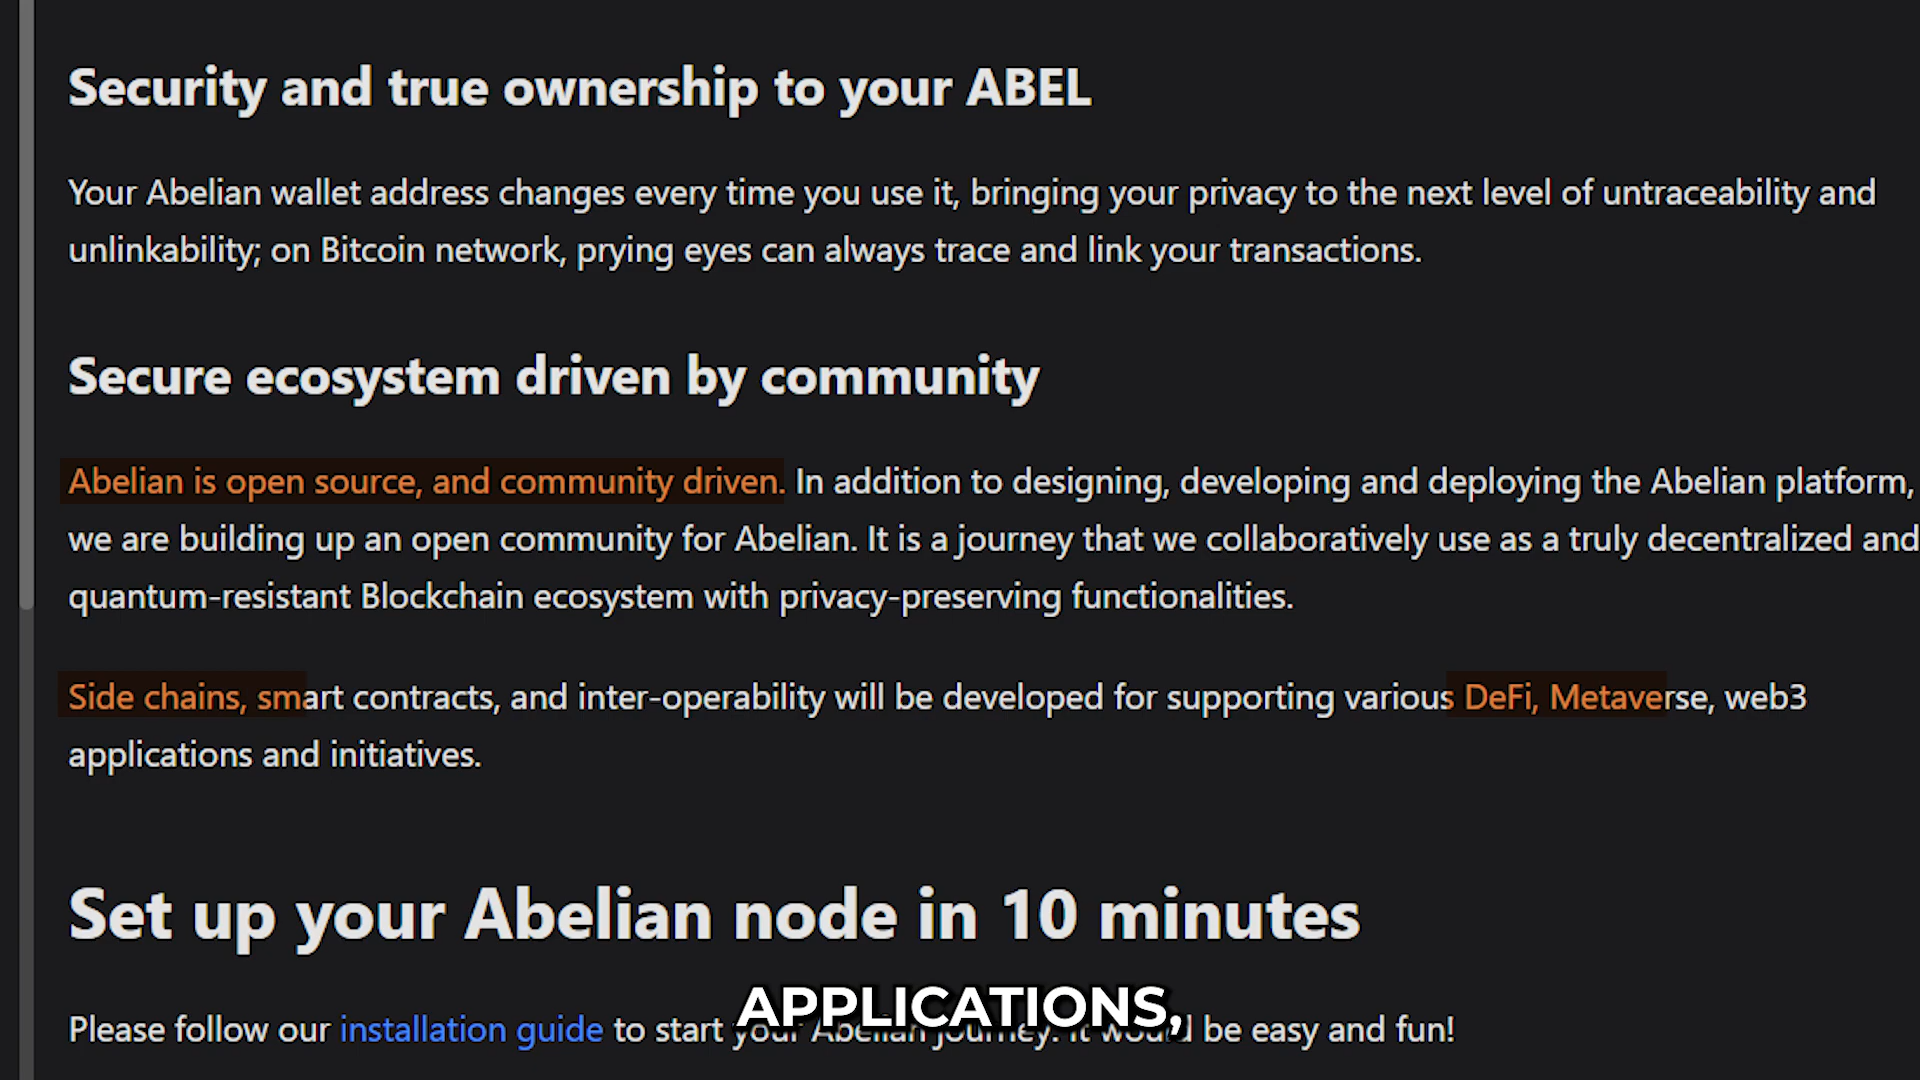 Security and true ownership to your ABEL
Your Abelian wallet address changes every time you use it, bringing your privacy to the next level of untraceability and
unlinkability; on Bitcoin network, prying eyes can always trace and link your transactions.
Secure ecosystem driven by community
Abelian is open source, and community driven. In addition to designing, developing and deploying the Abelian platform,
we are building up an open community for Abelian. It is a journey that we collaboratively use as a truly decentralized and
quantum-resistant Blockchain ecosystem with privacy-preserving functionalities.
Side chains, smart contracts, and inter-operability will be developed for supporting various DeFi, Metaverse, web3
applications and initiatives.
Set up your Abelian node in 10 minutes
Please follow our installation guide to start your Abelian journey. It would be easy and fun!
APPLICATIONS,